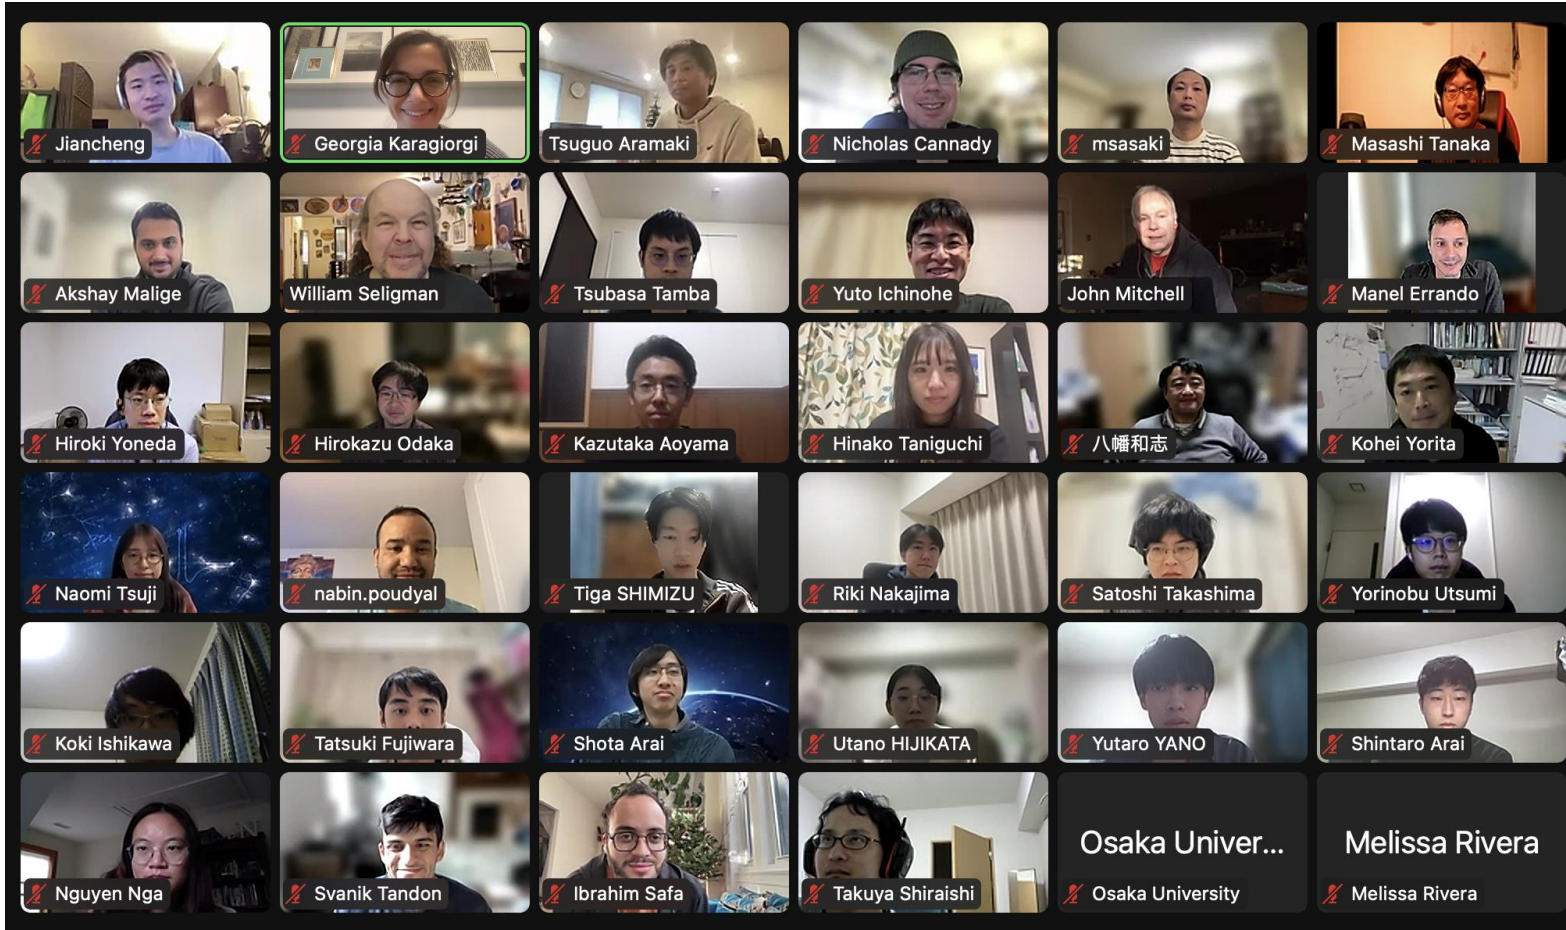 Jiancheng
Georgia Karagiorgi
Tsuguo Aramaki
Nicholas Cannady
msasaki
Masashi Tanaka
Akshay Malige
William Seligman
Tsubasa Tamba
Yuto Ichinohe
John Mitchell
Manel Errando
Hiroki Yoneda
Hirokazu Odaka
Kazutaka Aoyama
Hinako Taniguchi
八幡和志
Kohei Yorita
Naomi Tsuji
nabin.poudyal
Tiga SHIMIZU
Riki Nakajima
Satoshi Takashima
Yorinobu Utsumi
Koki Ishikawa
Tatsuki Fujiwara
Shota Arai
Utano HIJIKATA
Yutaro YANO
Shintaro Arai
Osaka Univer...
Melissa Rivera
Nguyen Nga
Svanik Tandon
Ibrahim Safa
Takuya Shiraishi
Osaka University
Melissa Rivera